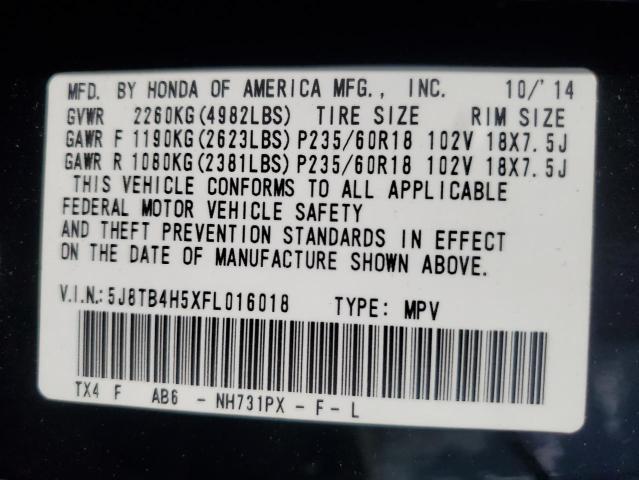 MFD. BY HONDA OF AMERICA MFG., INC. 10/'14
GVWR 2260KG(4982LBS) TIRE SIZE RIM SIZE
GAWR F 1190KG(2623LBS) P235/60R18 102V 18X7.5J
GAWR R 1080KG(2381LBS) P235/60R18 102V 18X7.5J
THIS VEHICLE CONFORMS TO ALL APPLICABLE
FEDERAL MOTOR VEHICLE SAFETY
AND THEFT PREVENTION STANDARDS IN EFFECT
ON THE DATE OF MANUFACTURE SHOWN ABOVE.
V.I.N.: 5J8TB4H5XFL016018 TYPE: MPV
TX4 F AB6 - NH731PX - F - L